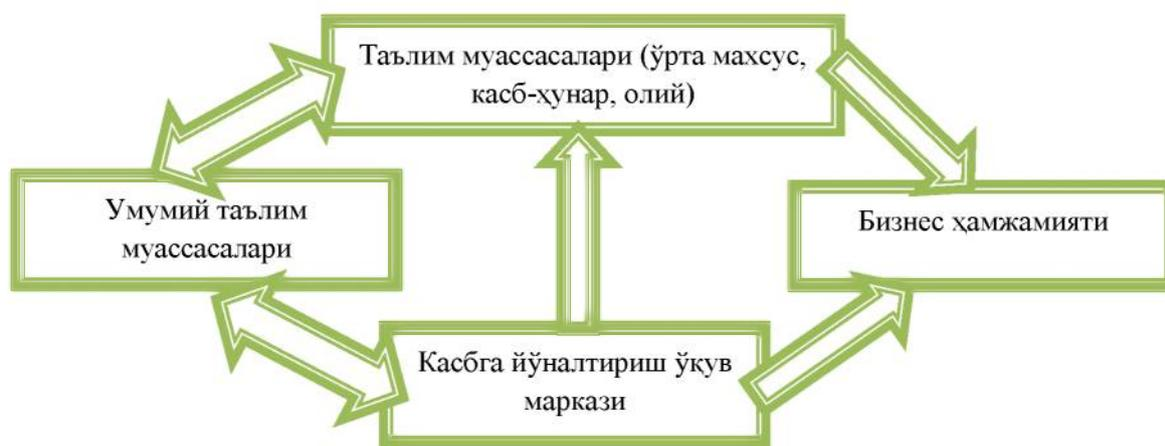 Таълим муассасалари (ўрта махсус,
касб-ҳунар, олий)
Умумий таълим
муассасалари
Бизнес ҳамжамияти
Касбга йўналтириш ўқув
маркази